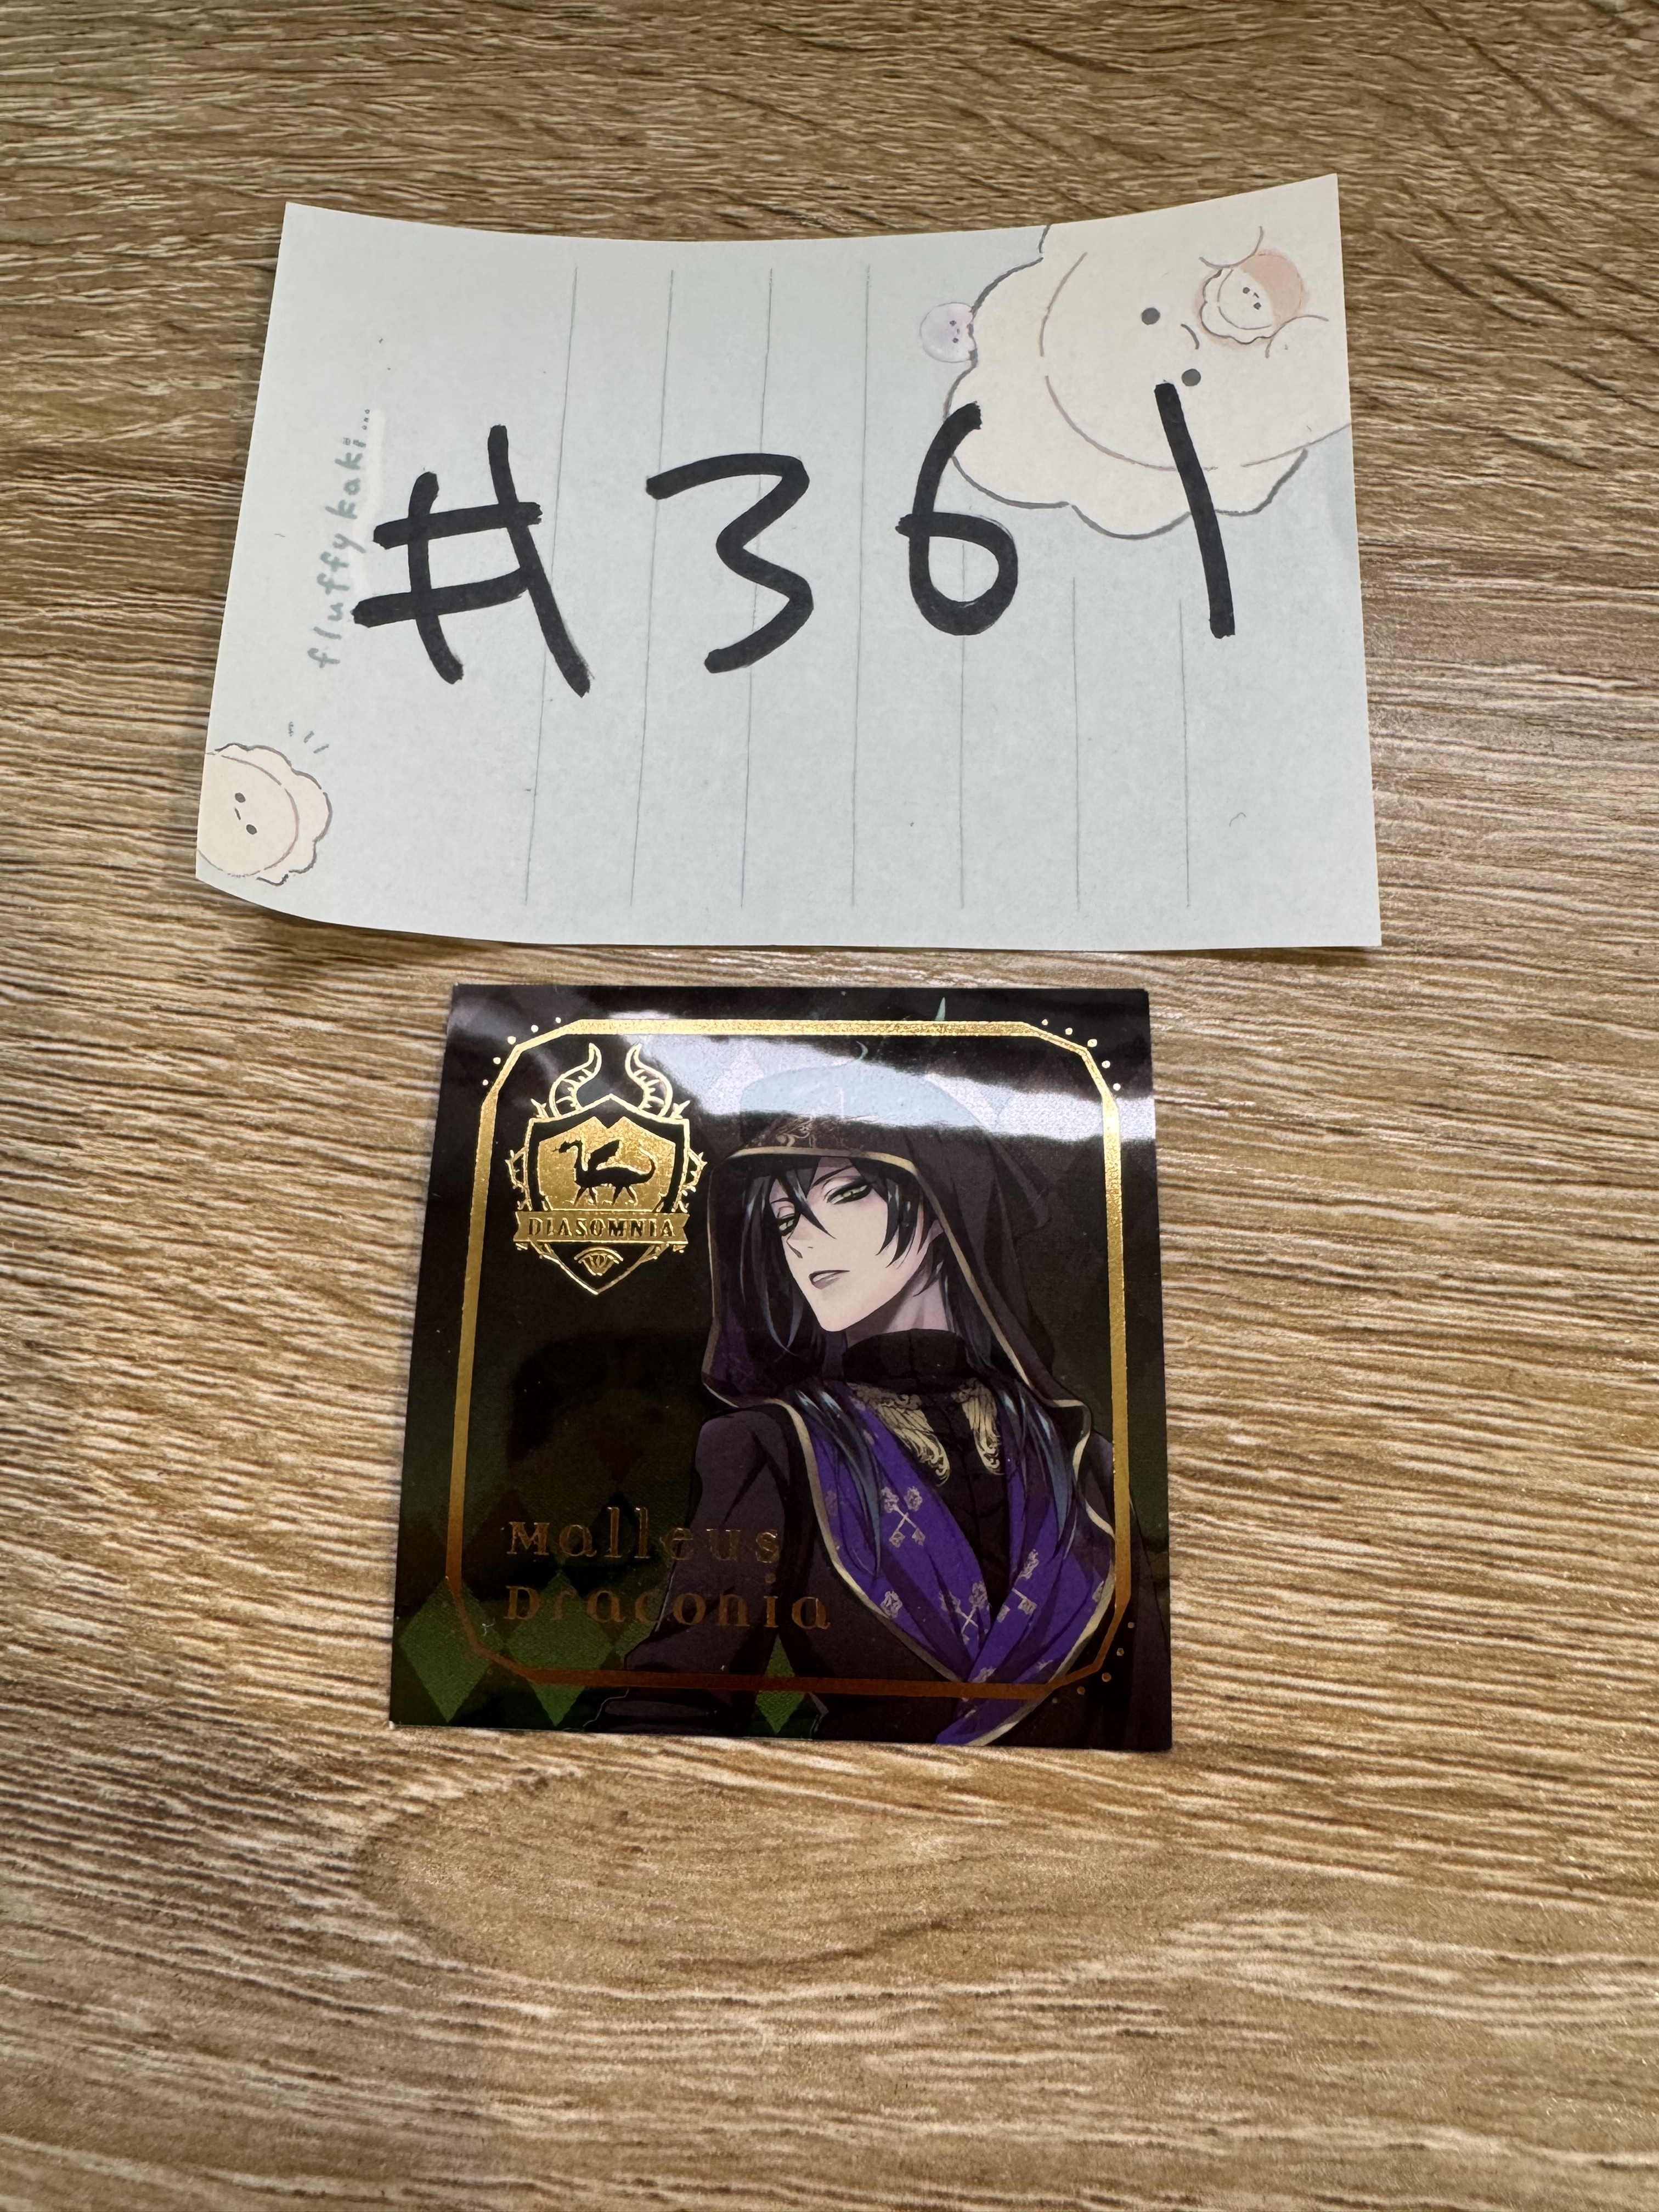 fluffy kaki...
#361
DIASOMNIA
Malleus
Draconia